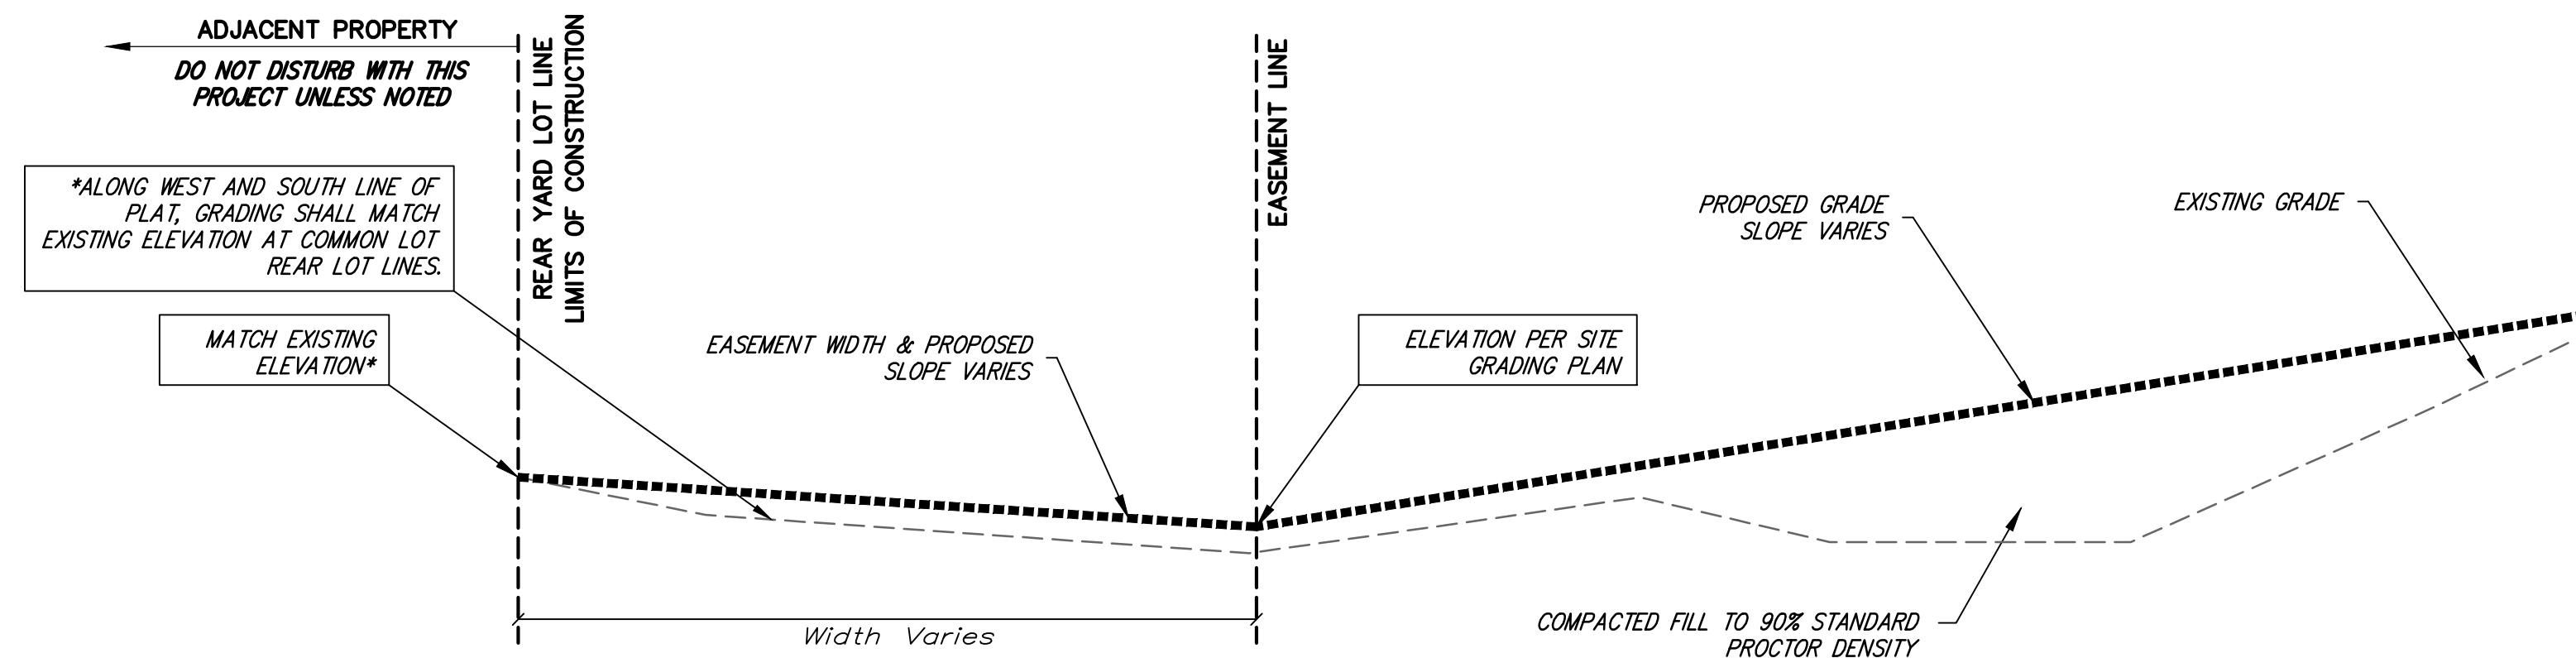 ADJACENT PROPERTY
DO NOT DISTURB WITH THIS
PROJECT UNLESS NOTED
REAR YARD LOT LINE
LIMITS OF CONSTRUCTION
EASEMENT LINE
*ALONG WEST AND SOUTH LINE OF
PLAT, GRADING SHALL MATCH
EXISTING ELEVATION AT COMMON LOT
REAR LOT LINES.
MATCH EXISTING
ELEVATION*
EASEMENT WIDTH & PROPOSED
SLOPE VARIES
ELEVATION PER SITE
GRADING PLAN
PROPOSED GRADE
SLOPE VARIES
EXISTING GRADE
Width Varies
COMPACTED FILL TO 90% STANDARD
PROCTOR DENSITY